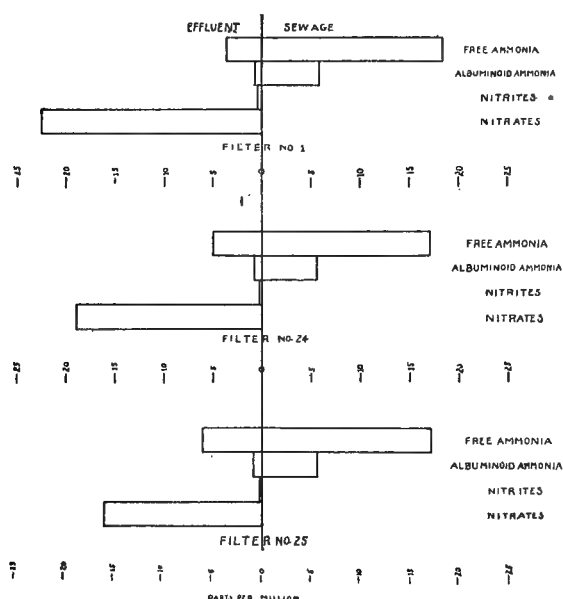 EFFLUENT SEWAGE
FREE AMMONIA
ALBUMINOID AMMONIA
NITRITES
NITRATES
FILTER NO 1
25 20 15 10 5 0 5 10 15 20 25
FREE AMMONIA
ALBUMINOID AMMONIA
NITRITES
NITRATES
FILTER NO. 24
25 20 15 10 5 0 5 10 15 20 25
FREE AMMONIA
ALBUMINOID AMMONIA
NITRITES
NITRATES
FILTER NO. 25
25 20 15 10 5 0 5 10 15 20 25
PARTS PER MILLION